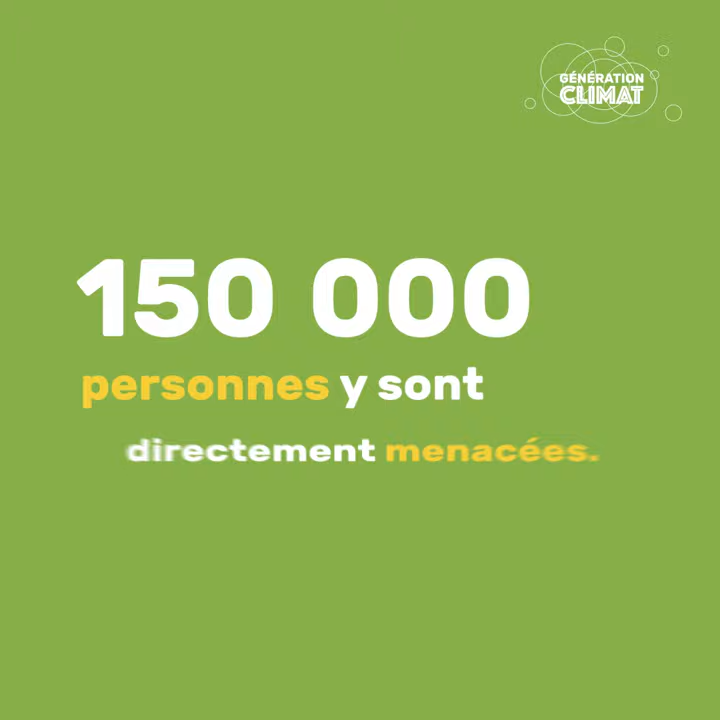 GÉNÉRATION
CLIMAT
150 000
personnes y sont
directement menacées.